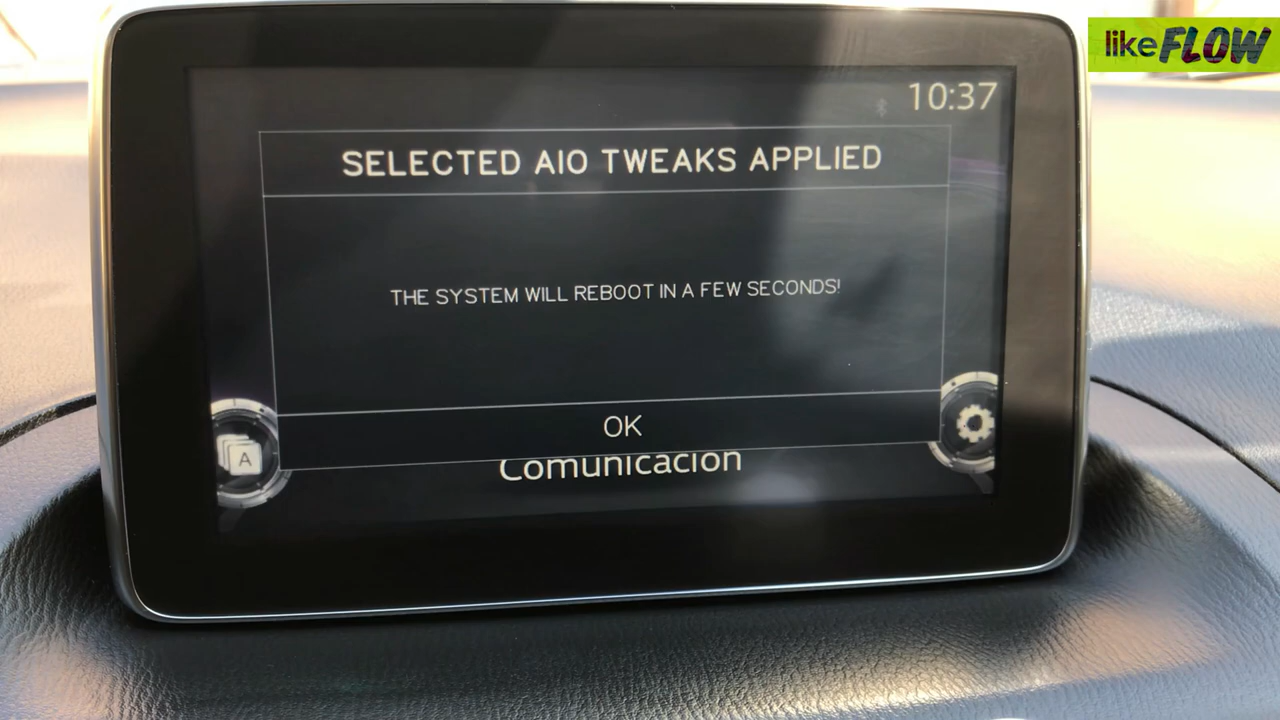 likeFLOW
10:37
SELECTED AIO TWEAKS APPLIED
THE SYSTEM WILL REBOOT IN A FEW SECONDS!
OK
A
Comunicacion